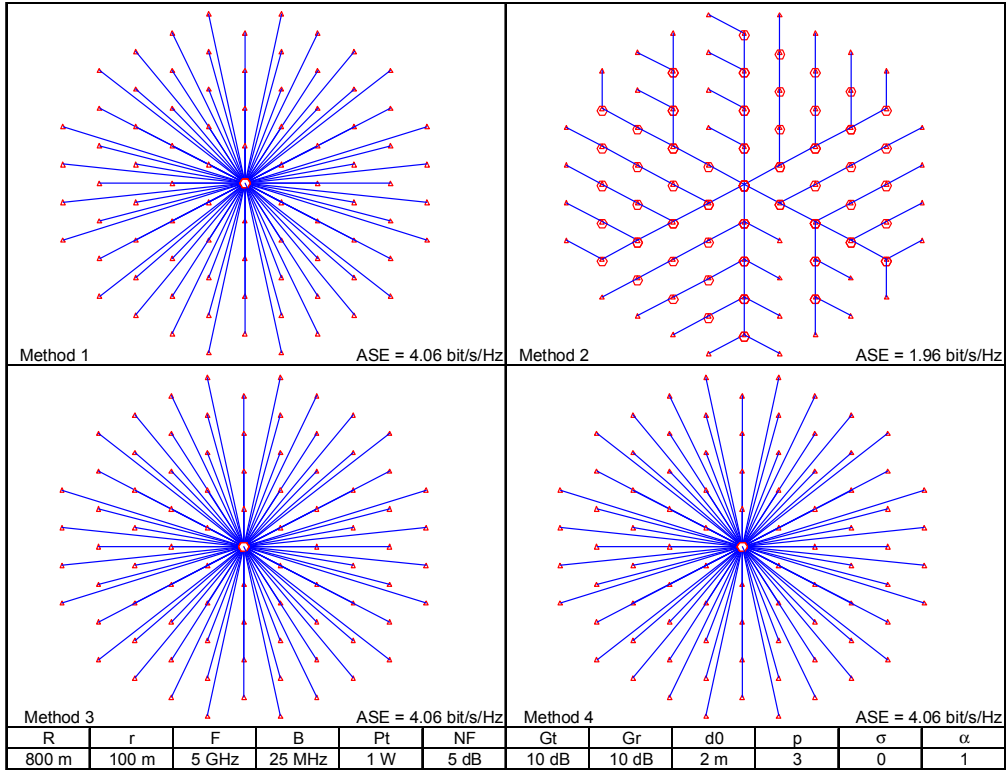 Method 1 ASE = 4.06 bit/s/Hz
Method 2 ASE = 1.96 bit/s/Hz
Method 3 ASE = 4.06 bit/s/Hz
Method 4 ASE = 4.06 bit/s/Hz
R r F B Pt NF Gt Gr d0 p σ α
800 m 100 m 5 GHz 25 MHz 1 W 5 dB 10 dB 10 dB 2 m 3 0 1